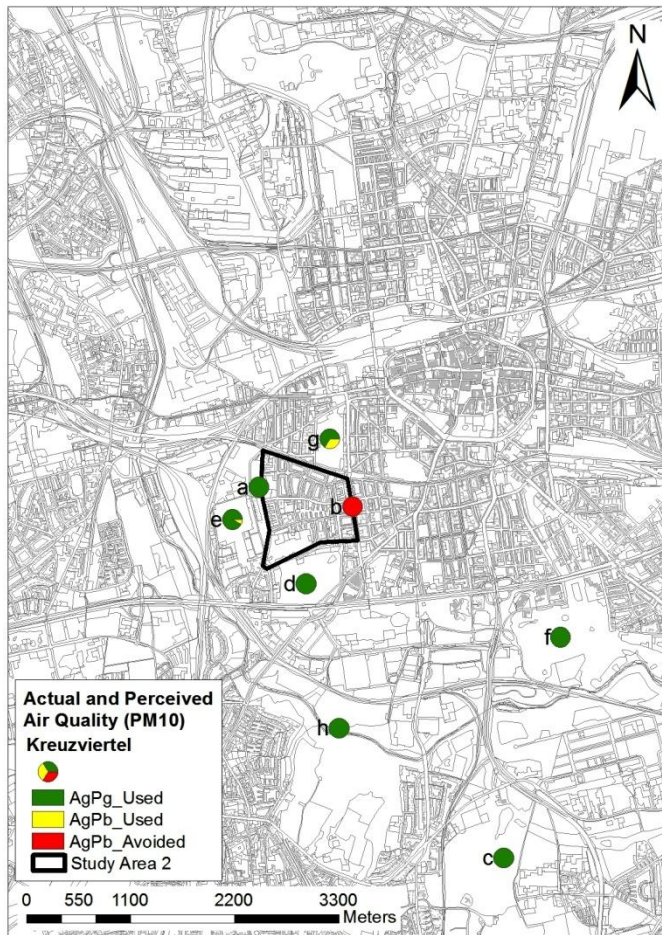 N
g
a
b
e
d
f
h
c
Actual and Perceived
Air Quality (PM10)
Kreuzviertel
AgPg_Used
AgPb_Used
AgPb_Avoided
Study Area 2
0 550 1100 2200 3300
Meters